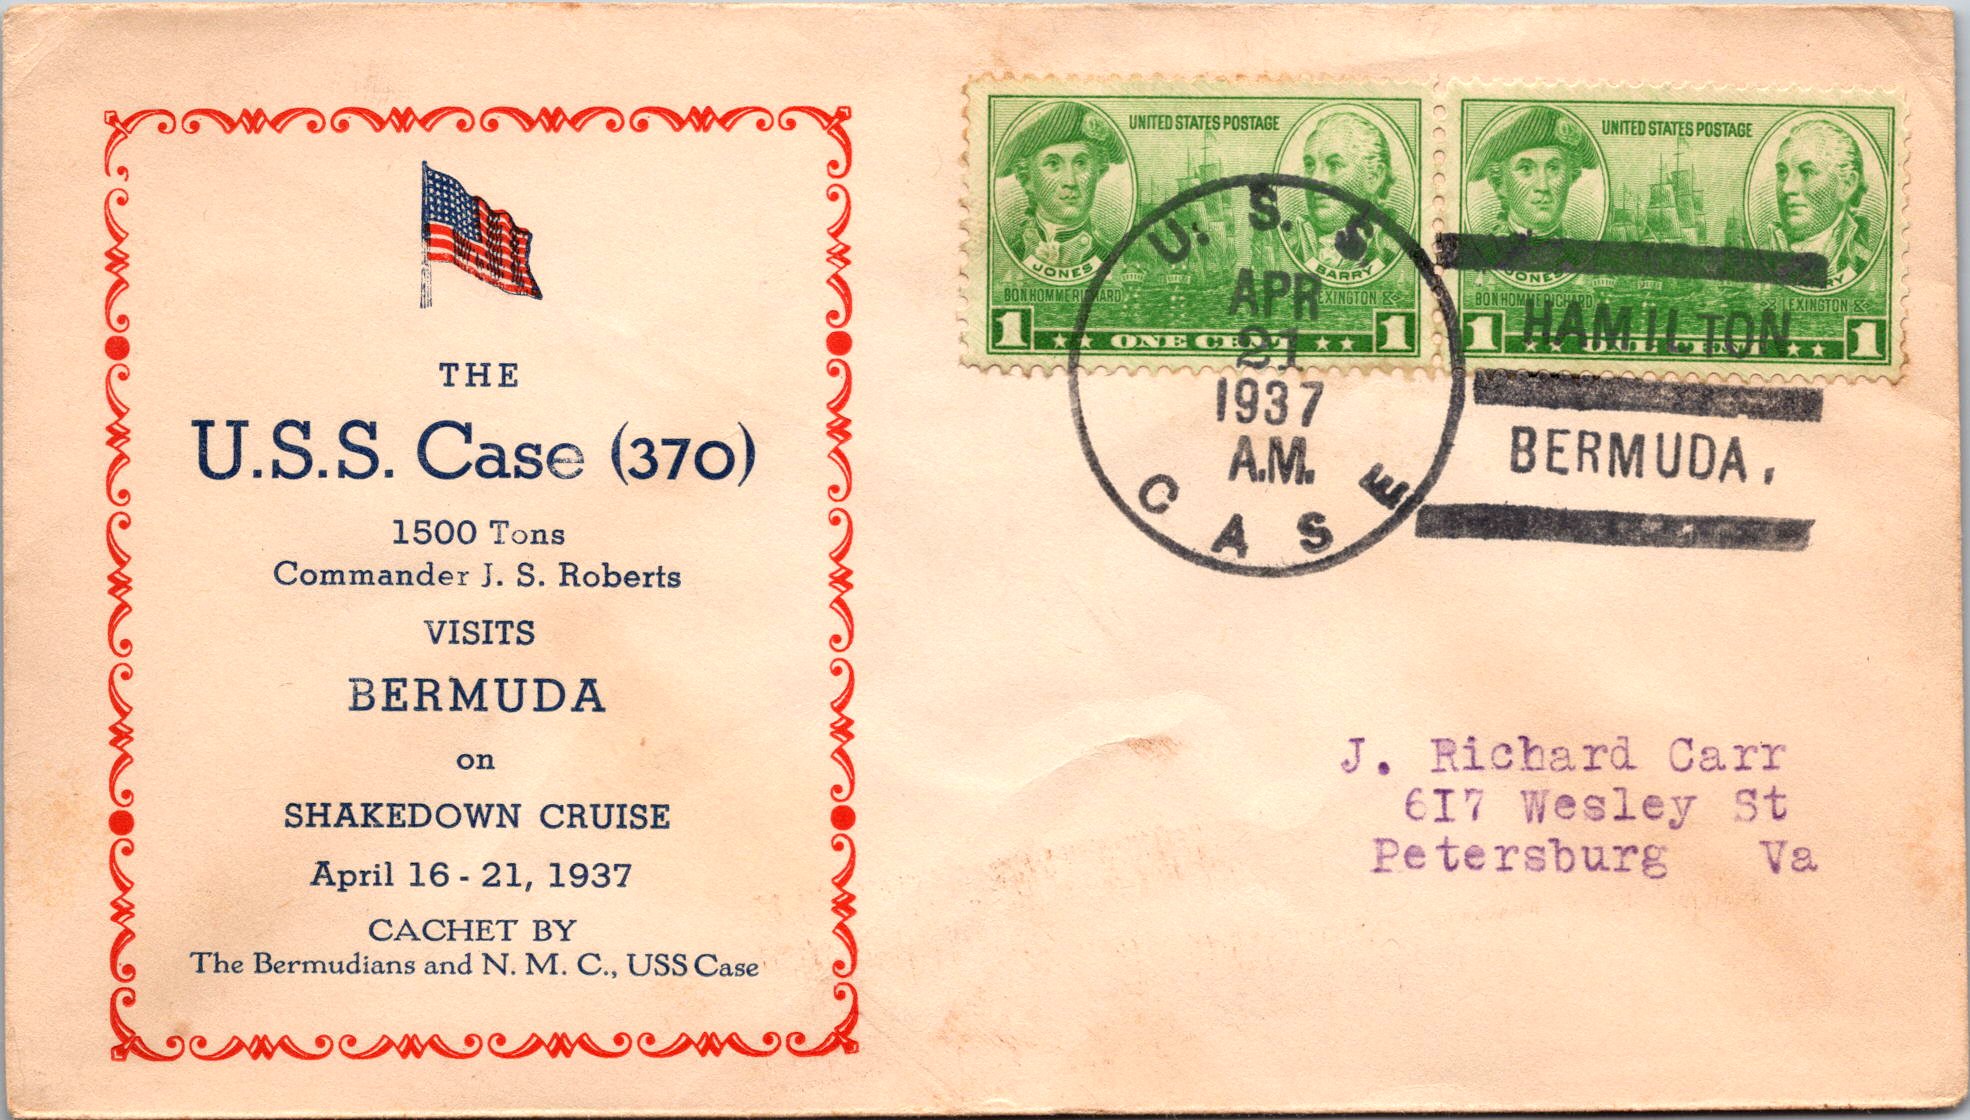 THE
U.S.S. Case (370)
1500 Tons
Commander J. S. Roberts
VISITS
BERMUDA
on
SHAKEDOWN CRUISE
April 16 - 21, 1937
CACHET BY
The Bermudians and N. M. C., USS Case
UNITED STATES POSTAGE
JONES
BARRY
BON HOMME RICHARD
LEXINGTON
1 ONE CENT 1
UNITED STATES POSTAGE
JONES
BON HOMME RICHARD
LEXINGTON
1 1
U. S. S.
APR
21
1937
A.M.
CASE
HAMILTON
BERMUDA.
J. Richard Carr
6I7 Wesley St
Petersburg Va